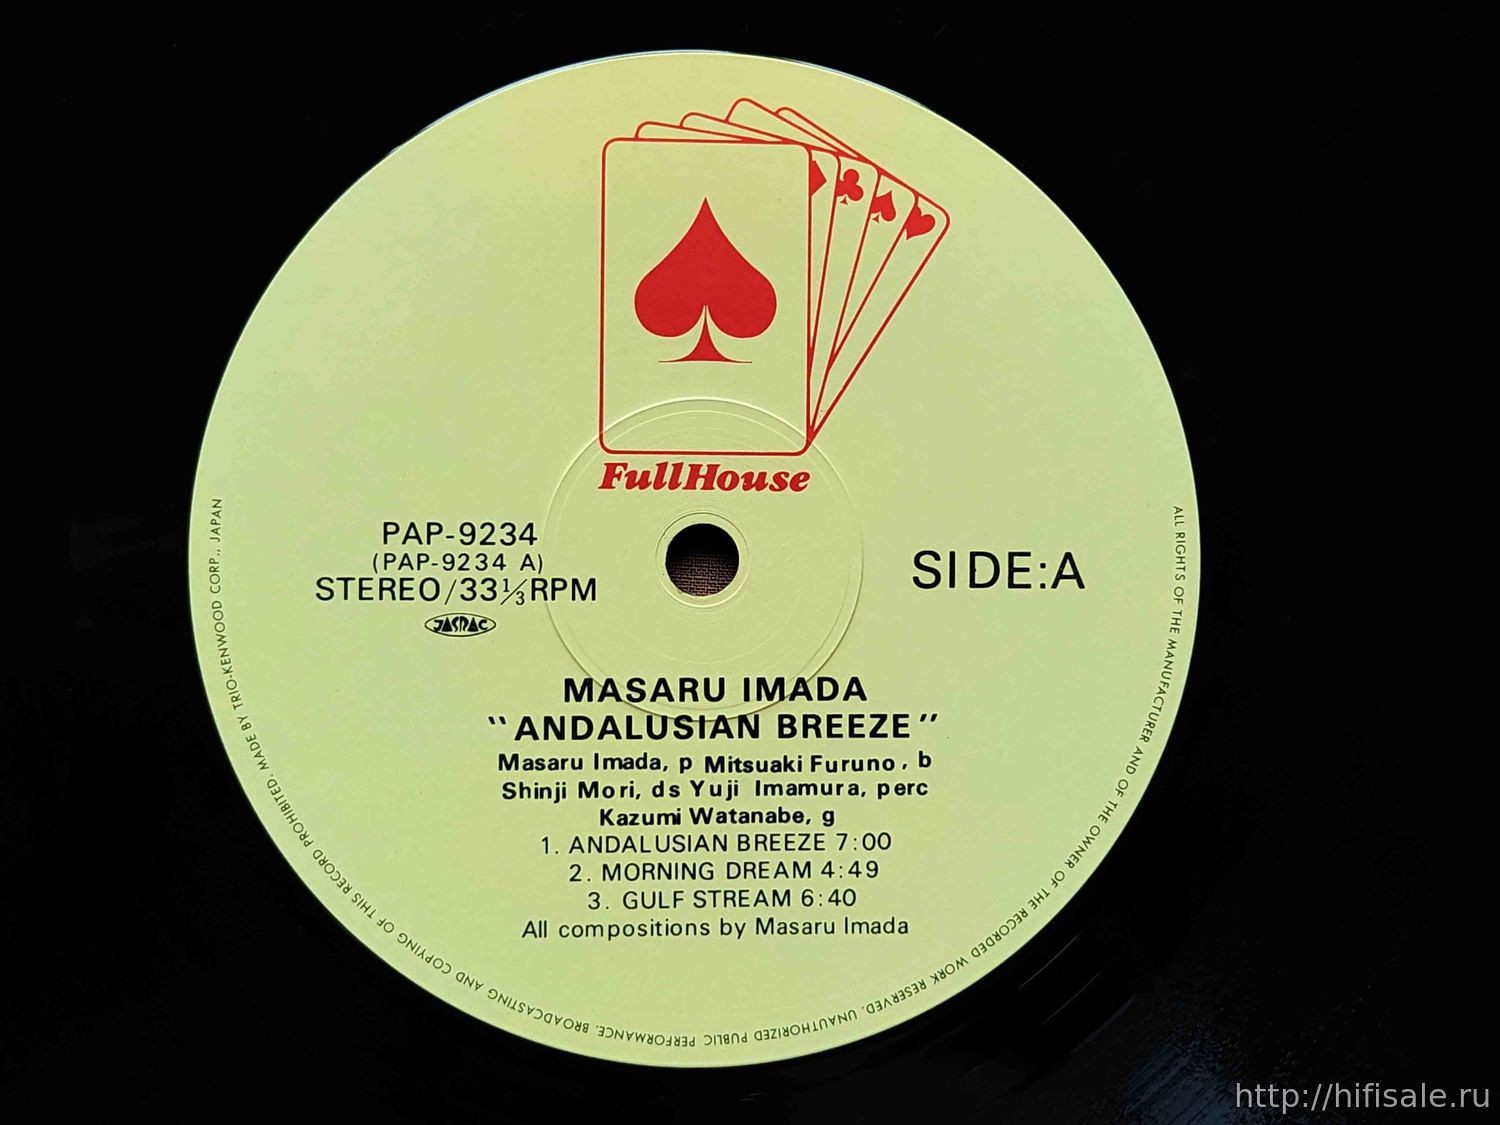 FullHouse
PAP-9234
(PAP-9234 A)
STEREO/33⅓RPM
JASRAC
SIDE:A
MASARU IMADA
"ANDALUSIAN BREEZE"
Masaru Imada, p Mitsuaki Furuno, b
Shinji Mori, ds Yuji Imamura, perc
Kazumi Watanabe, g
1. ANDALUSIAN BREEZE 7:00
2. MORNING DREAM 4:49
3. GULF STREAM 6:40
All compositions by Masaru Imada
ALL RIGHTS OF THE MANUFACTURER AND OF THE OWNER OF THE RECORDED WORK RESERVED. UNAUTHORIZED PUBLIC PERFORMANCE. BROADCASTING AND COPYING OF THIS RECORD PROHIBITED. MADE BY TRIO-KENWOOD CORP., JAPAN
http://hifisale.ru